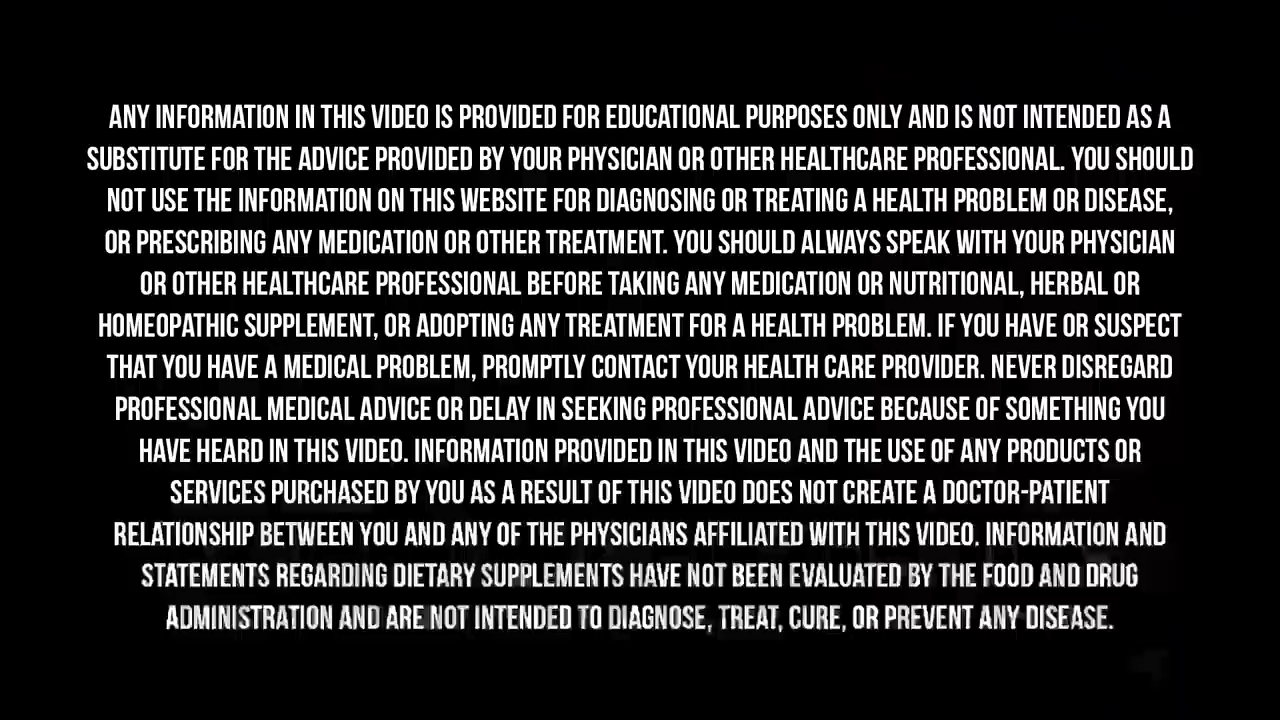 ANY INFORMATION IN THIS VIDEO IS PROVIDED FOR EDUCATIONAL PURPOSES ONLY AND IS NOT INTENDED AS A
SUBSTITUTE FOR THE ADVICE PROVIDED BY YOUR PHYSICIAN OR OTHER HEALTHCARE PROFESSIONAL. YOU SHOULD
NOT USE THE INFORMATION ON THIS WEBSITE FOR DIAGNOSING OR TREATING A HEALTH PROBLEM OR DISEASE,
OR PRESCRIBING ANY MEDICATION OR OTHER TREATMENT. YOU SHOULD ALWAYS SPEAK WITH YOUR PHYSICIAN
OR OTHER HEALTHCARE PROFESSIONAL BEFORE TAKING ANY MEDICATION OR NUTRITIONAL, HERBAL OR
HOMEOPATHIC SUPPLEMENT, OR ADOPTING ANY TREATMENT FOR A HEALTH PROBLEM. IF YOU HAVE OR SUSPECT
THAT YOU HAVE A MEDICAL PROBLEM, PROMPTLY CONTACT YOUR HEALTH CARE PROVIDER. NEVER DISREGARD
PROFESSIONAL MEDICAL ADVICE OR DELAY IN SEEKING PROFESSIONAL ADVICE BECAUSE OF SOMETHING YOU
HAVE HEARD IN THIS VIDEO. INFORMATION PROVIDED IN THIS VIDEO AND THE USE OF ANY PRODUCTS OR
SERVICES PURCHASED BY YOU AS A RESULT OF THIS VIDEO DOES NOT CREATE A DOCTOR-PATIENT
RELATIONSHIP BETWEEN YOU AND ANY OF THE PHYSICIANS AFFILIATED WITH THIS VIDEO. INFORMATION AND
STATEMENTS REGARDING DIETARY SUPPLEMENTS HAVE NOT BEEN EVALUATED BY THE FOOD AND DRUG
ADMINISTRATION AND ARE NOT INTENDED TO DIAGNOSE, TREAT, CURE, OR PREVENT ANY DISEASE.